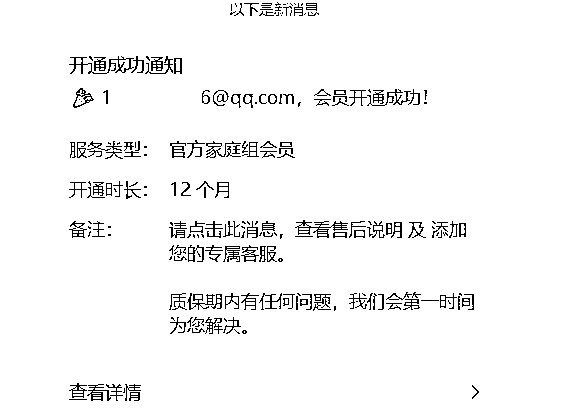 以下是新消息
开通成功通知
🎉 1 6@qq.com，会员开通成功！
服务类型： 官方家庭组会员
开通时长： 12 个月
备注： 请点击此消息，查看售后说明 及 添加
您的专属客服。
质保期内有任何问题，我们会第一时间
为您解决。
查看详情